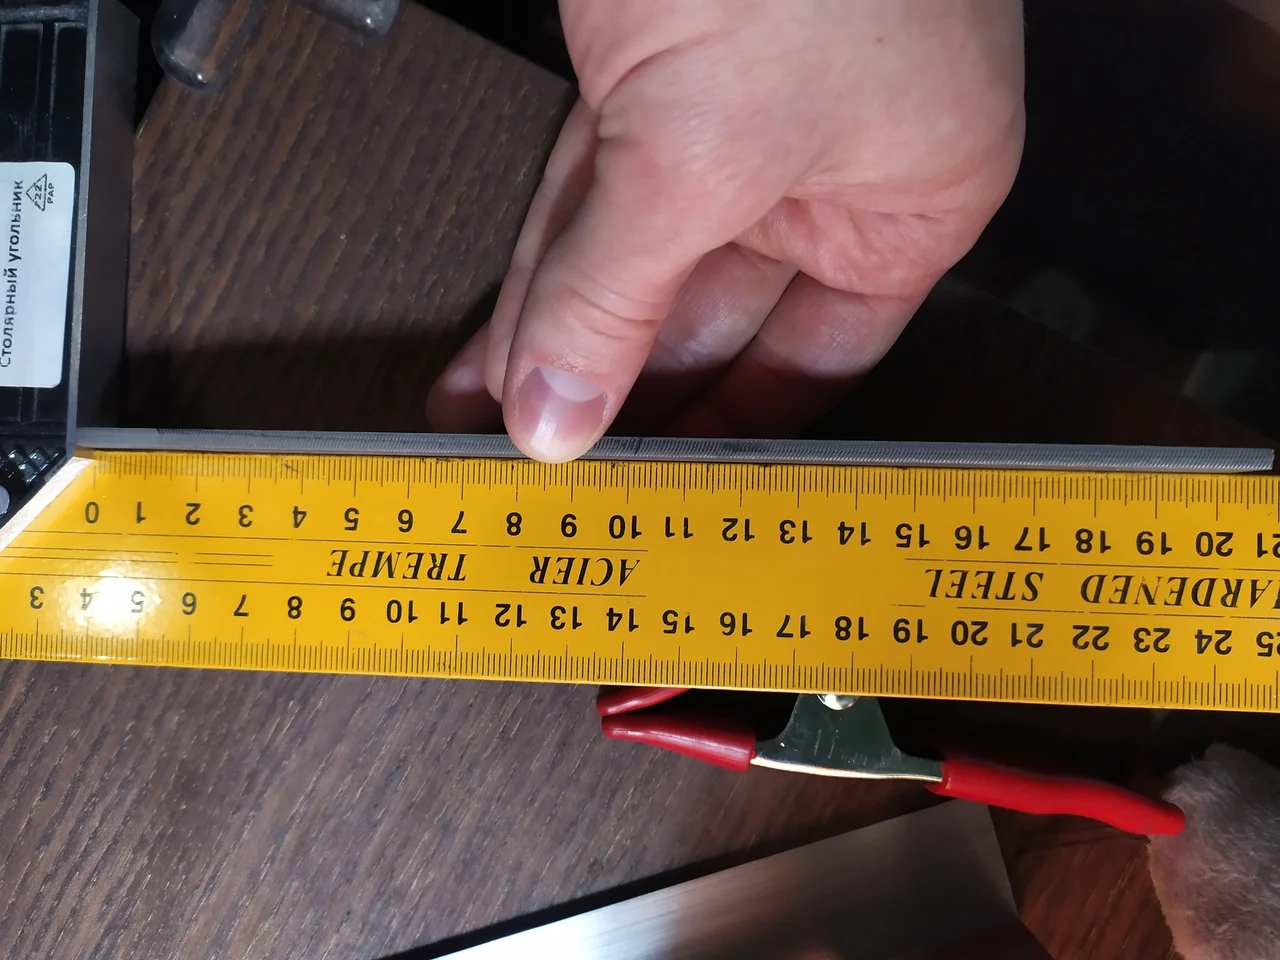 Столярный угольник
22
PAP
25 24 23 22 21 20 19 18 17 16 15 14 13 12 11 10 9 8 7 6 5 4 3
HARDENED STEEL ACIER TREMPE
21 20 19 18 17 16 15 14 13 12 11 10 9 8 7 6 5 4 3 2 1 0